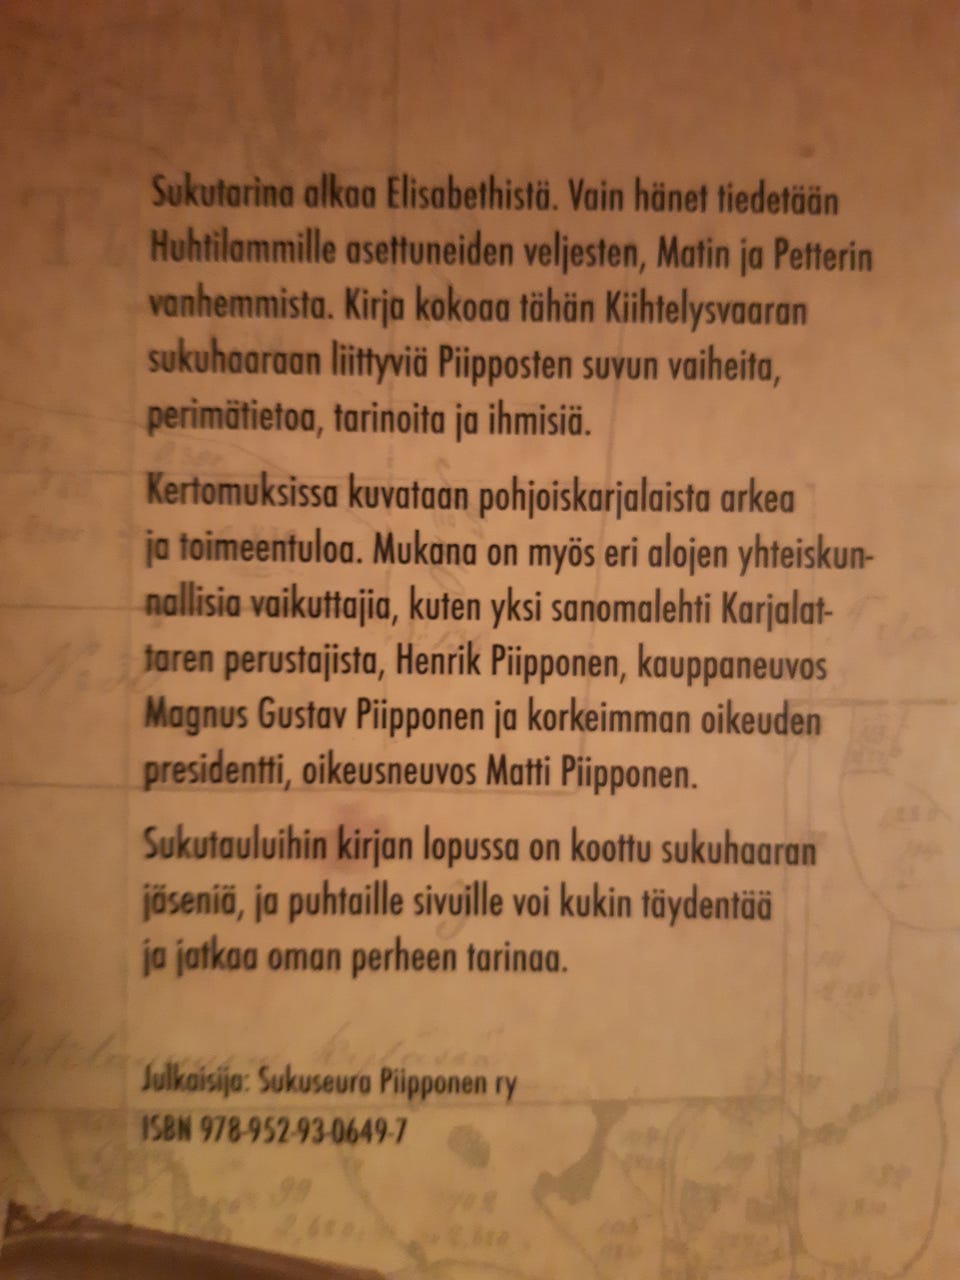 Sukutarina alkaa Elisabethistä. Vain hänet tiedetään
Huhtilammille asettuneiden veljesten, Matin ja Petterin
vanhemmista. Kirja kokoaa tähän Kiihtelysvaaran
sukuhaaraan liittyviä Piipposten suvun vaiheita,
perimätietoa, tarinoita ja ihmisiä.
Kertomuksissa kuvataan pohjoiskarjalaista arkea
ja toimeentuloa. Mukana on myös eri alojen yhteiskun-
nallisia vaikuttajia, kuten yksi sanomalehti Karjalat-
taren perustajista, Henrik Piipponen, kauppaneuvos
Magnus Gustav Piipponen ja korkeimman oikeuden
presidentti, oikeusneuvos Matti Piipponen.
Sukutauluihin kirjan lopussa on koottu sukuhaaran
jäseniä, ja puhtaille sivuille voi kukin täydentää
ja jatkaa oman perheen tarinaa.
Julkaisija: Sukuseura Piipponen ry
ISBN 978-952-93-0649-7